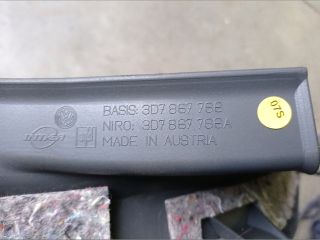 BASIS: 3D7 867 762
NIRO: 3D7 867 762A
MADE IN AUSTRIA
07S